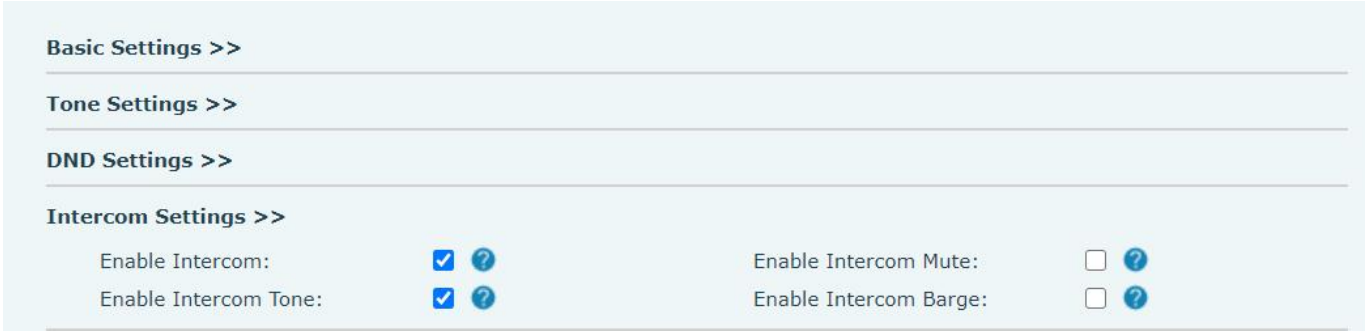 Basic Settings >>
Tone Settings >>
DND Settings >>
Intercom Settings >>
Enable Intercom: ? Enable Intercom Mute: ?
Enable Intercom Tone: ? Enable Intercom Barge: ?